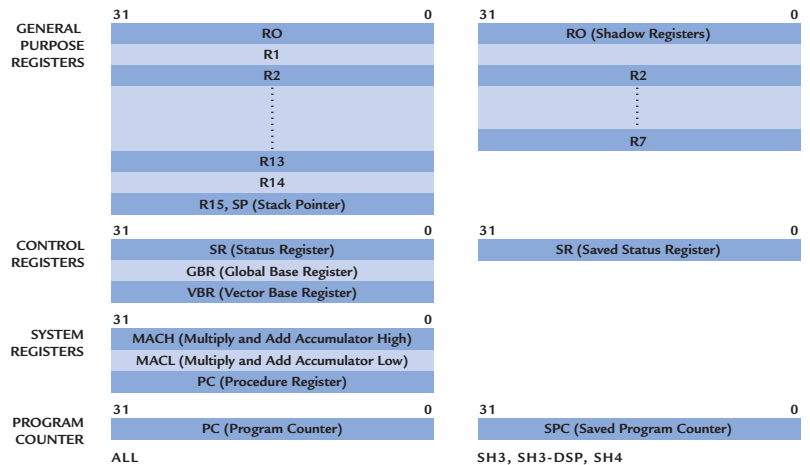 31 0 31 0
GENERAL PURPOSE REGISTERS
RO RO (Shadow Registers)
R1
R2 R2
R7
R13
R14
R15, SP (Stack Pointer)
31 0 31 0
CONTROL REGISTERS
SR (Status Register) SR (Saved Status Register)
GBR (Global Base Register)
VBR (Vector Base Register)
31 0
SYSTEM REGISTERS
MACH (Multiply and Add Accumulator High)
MACL (Multiply and Add Accumulator Low)
PC (Procedure Register)
31 0 31 0
PROGRAM COUNTER
PC (Program Counter) SPC (Saved Program Counter)
ALL SH3, SH3-DSP, SH4